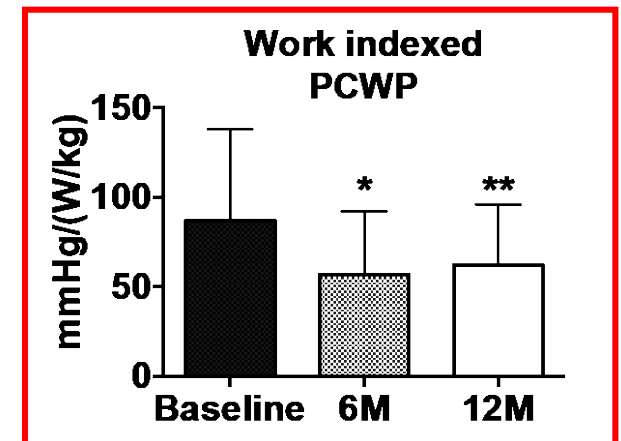 Work indexed
PCWP
mmHg/(W/kg)
150
100
50
0
*
**
Baseline 6M 12M